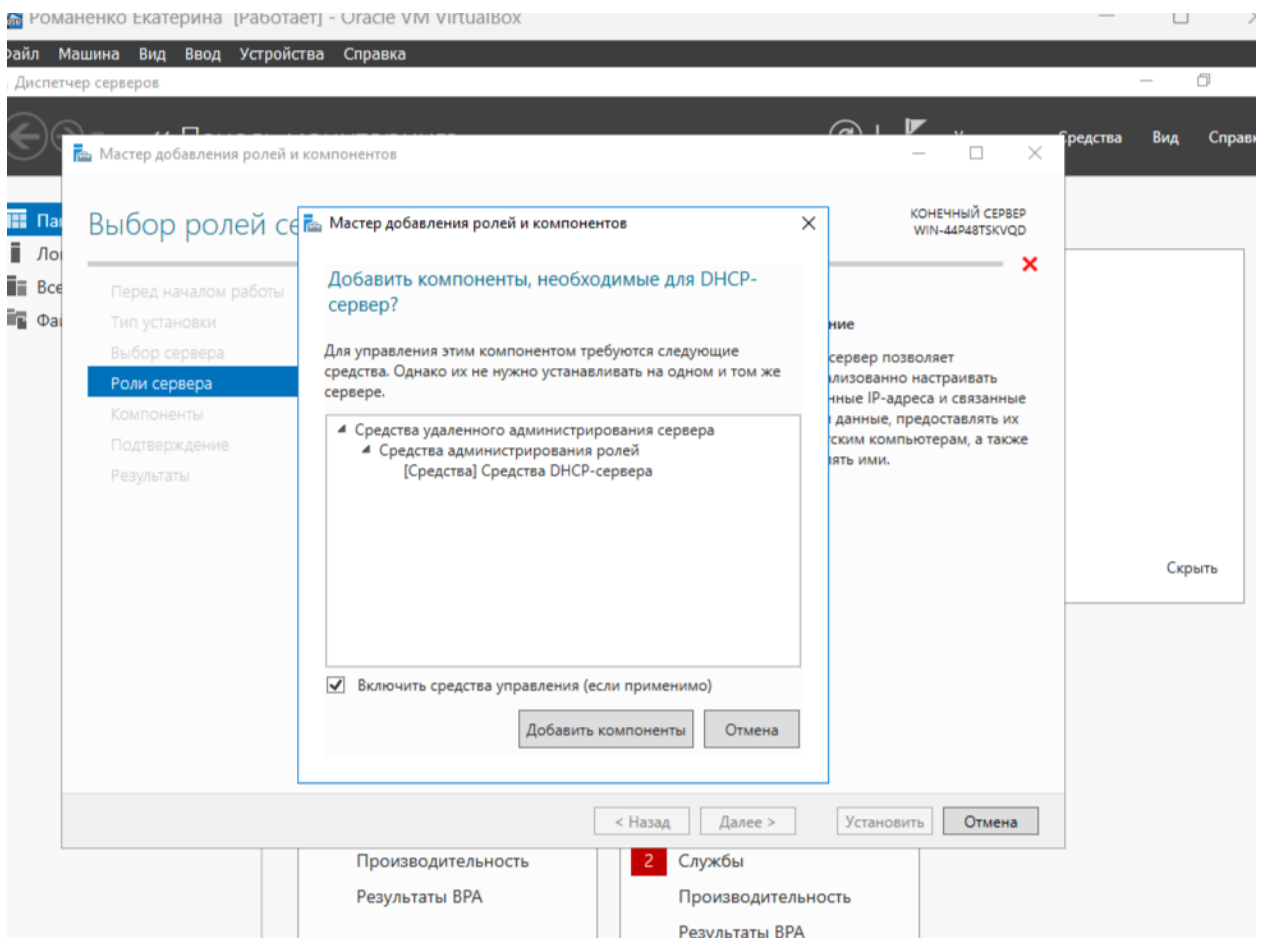 Романенко Екатерина [Работает] - Oracle VM VirtualBox
Файл Машина Вид Ввод Устройства Справка
Диспетчер серверов
Средства Вид Справк
Мастер добавления ролей и компонентов
Выбор ролей се
КОНЕЧНЫЙ СЕРВЕР
WIN-44P48TSKVQD
Пан
Лок
Все
Фай
Перед началом работы
Тип установки
Выбор сервера
Роли сервера
Компоненты
Подтверждение
Результаты
Мастер добавления ролей и компонентов
Добавить компоненты, необходимые для DHCP-
сервер?
Для управления этим компонентом требуются следующие
средства. Однако их не нужно устанавливать на одном и том же
сервере.
Средства удаленного администрирования сервера
Средства администрирования ролей
[Средства] Средства DHCP-сервера
Включить средства управления (если применимо)
Добавить компоненты Отмена
ние
сервер позволяет
ализованно настраивать
нные IP-адреса и связанные
данные, предоставлять их
тским компьютерам, а также
лять ими.
Скрыть
< Назад Далее > Установить Отмена
Производительность
Результаты BPA
2 Службы
Производительность
Результаты BPA